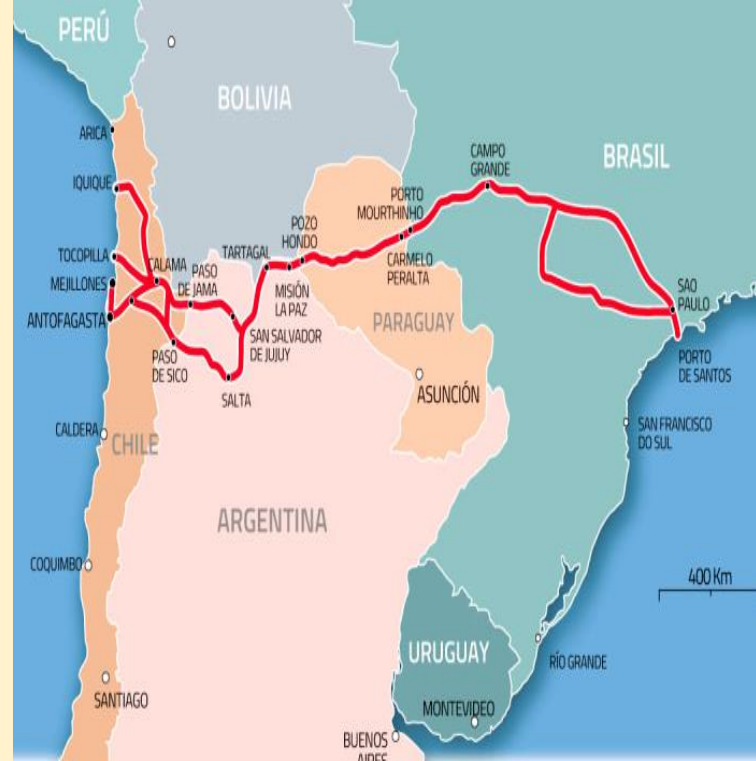 PERÚ
BOLIVIA
BRASIL
ARICA
IQUIQUE
TOCOPILLA
MEJILLONES
ANTOFAGASTA
CALAMA
PASO
DE JAMA
TARTAGAL
POZO
HONDO
MISIÓN
LA PAZ
PORTO
MOURTHINHO
CARMELO
PERALTA
CAMPO
GRANDE
SAO
PAULO
PORTO
DE SANTOS
SAN SALVADOR
DE JUJUY
PASO
DE SICO
SALTA
PARAGUAY
ASUNCIÓN
SAN FRANCISCO
DO SUL
CALDERA
CHILE
ARGENTINA
COQUIMBO
400 Km
URUGUAY
RÍO GRANDE
SANTIAGO
MONTEVIDEO
BUENOS
AIRES